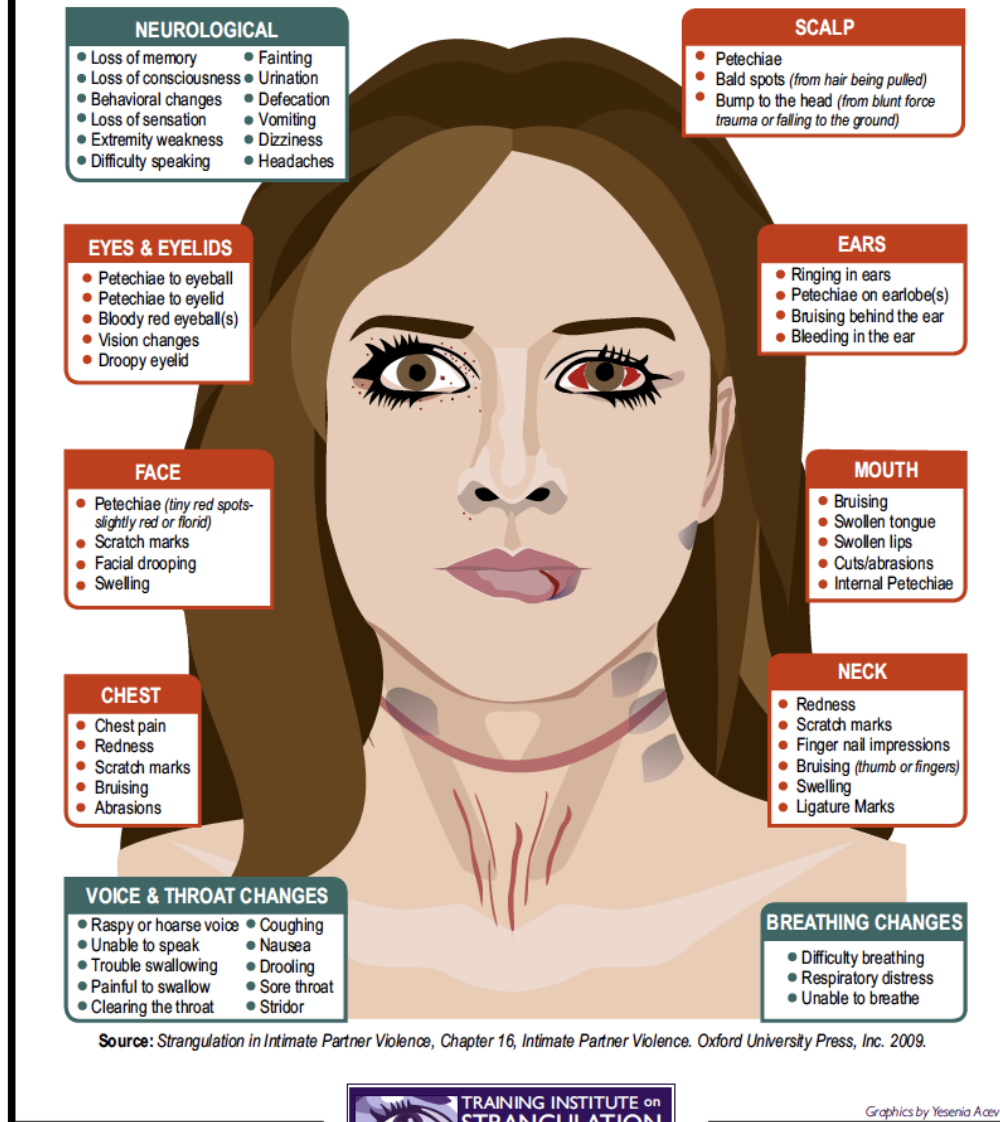 NEUROLOGICAL
Loss of memory
Loss of consciousness
Behavioral changes
Loss of sensation
Extremity weakness
Difficulty speaking
Fainting
Urination
Defecation
Vomiting
Dizziness
Headaches
SCALP
Petechiae
Bald spots (from hair being pulled)
Bump to the head (from blunt force
trauma or falling to the ground)
EYES & EYELIDS
Petechiae to eyeball
Petechiae to eyelid
Bloody red eyeball(s)
Vision changes
Droopy eyelid
EARS
Ringing in ears
Petechiae on earlobe(s)
Bruising behind the ear
Bleeding in the ear
FACE
Petechiae (tiny red spots-
slightly red or florid)
Scratch marks
Facial drooping
Swelling
MOUTH
Bruising
Swollen tongue
Swollen lips
Cuts/abrasions
Internal Petechiae
CHEST
Chest pain
Redness
Scratch marks
Bruising
Abrasions
NECK
Redness
Scratch marks
Finger nail impressions
Bruising (thumb or fingers)
Swelling
Ligature Marks
VOICE & THROAT CHANGES
Raspy or hoarse voice
Unable to speak
Trouble swallowing
Painful to swallow
Clearing the throat
Coughing
Nausea
Drooling
Sore throat
Stridor
BREATHING CHANGES
Difficulty breathing
Respiratory distress
Unable to breathe
Source: Strangulation in Intimate Partner Violence, Chapter 16, Intimate Partner Violence. Oxford University Press, Inc. 2009.
TRAINING INSTITUTE on
STRANGULATION
Graphics by Yesenia Acev